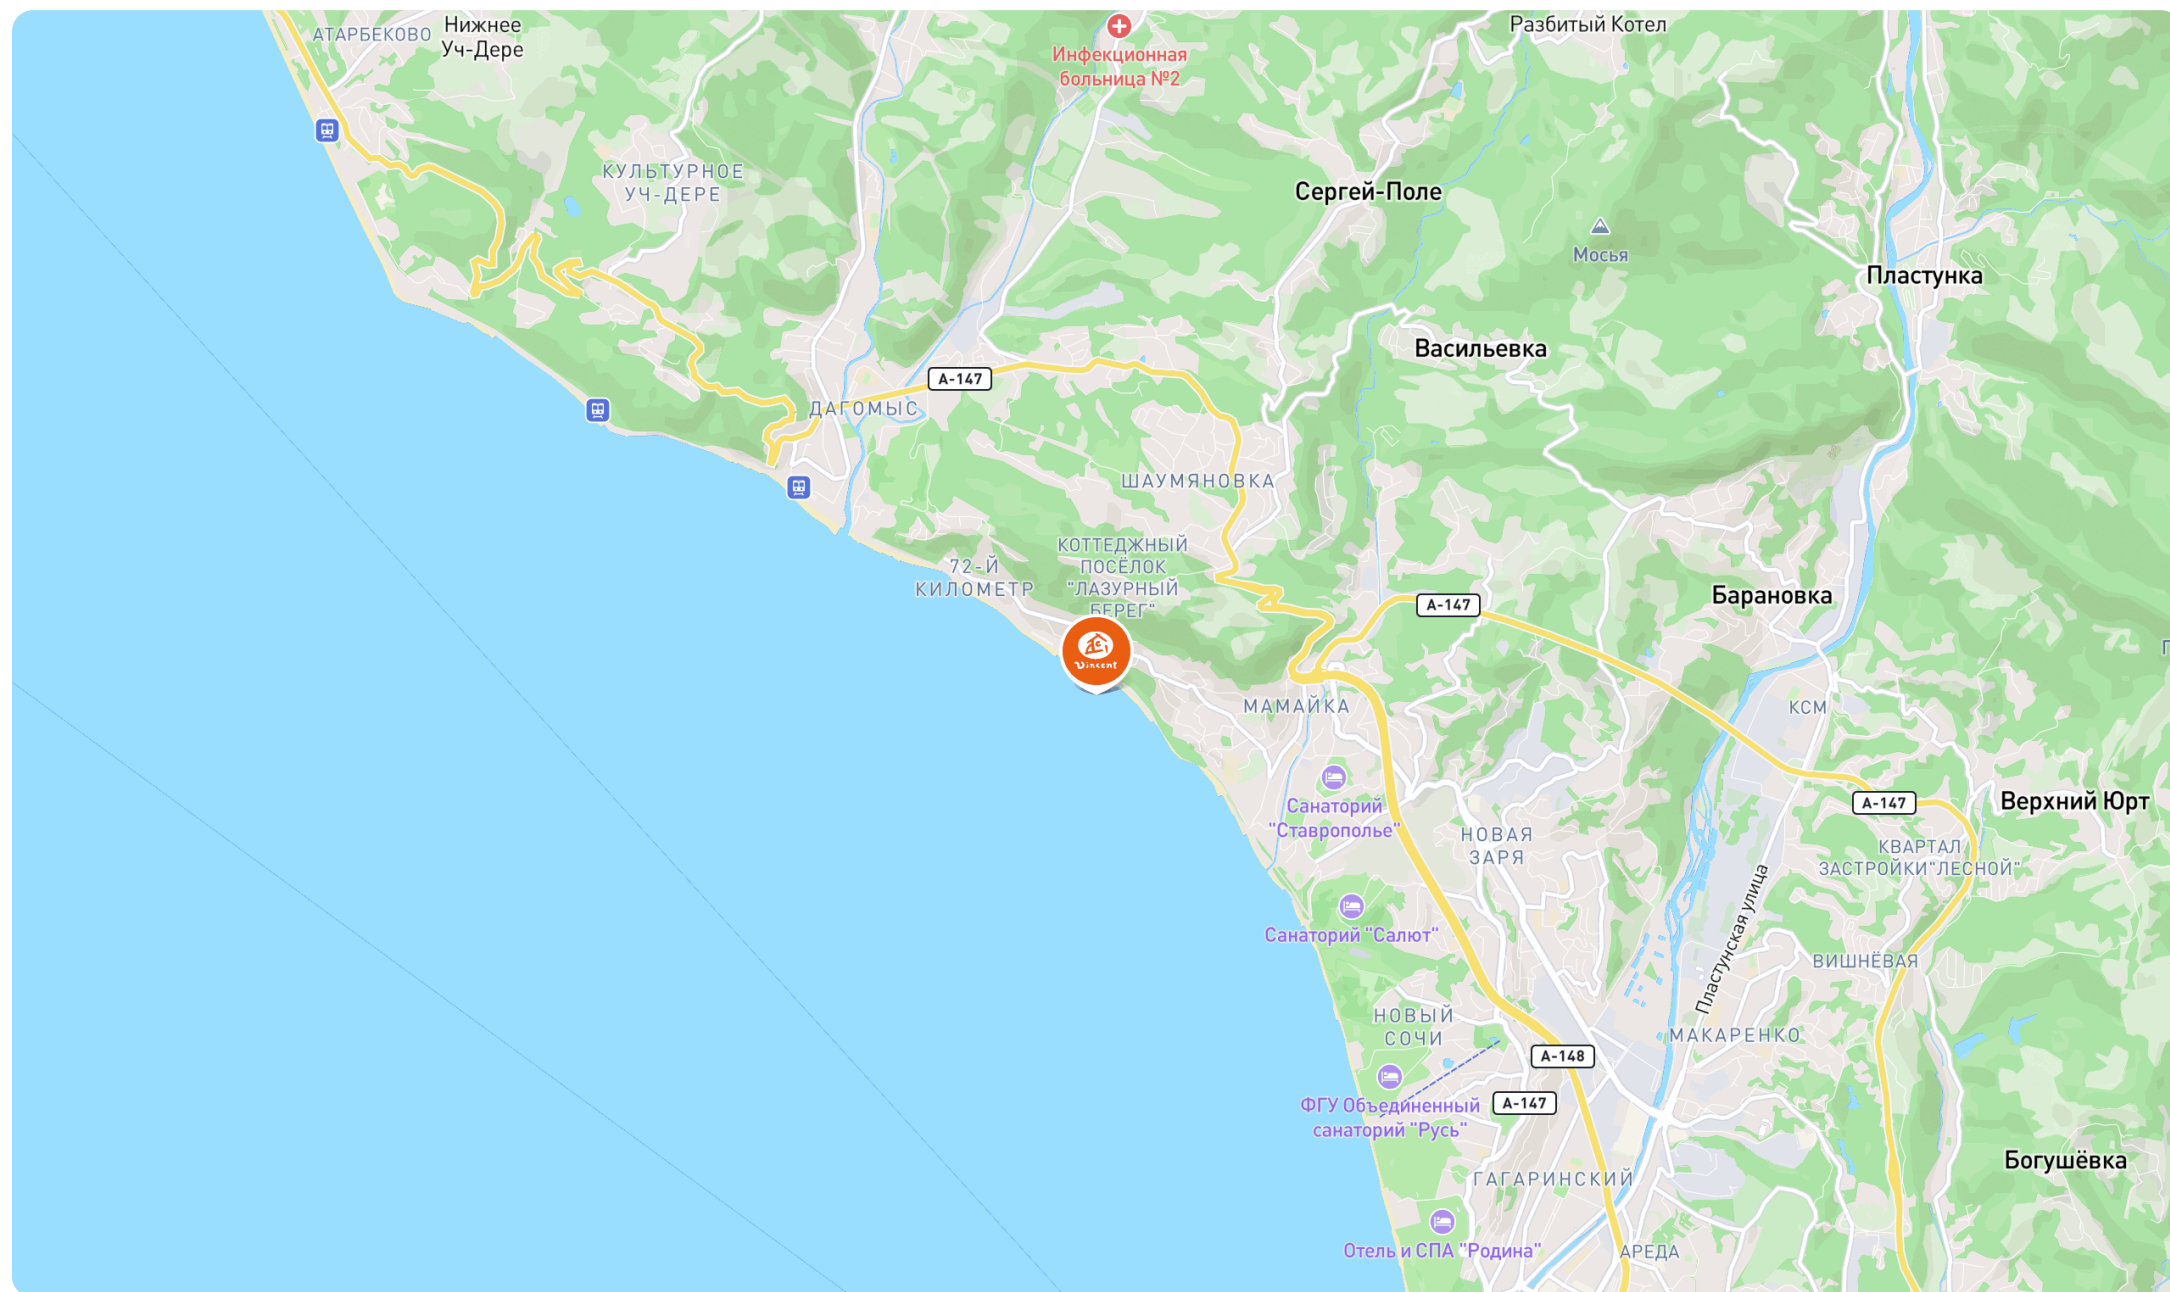 АТАРБЕКОВО
Нижнее
Уч-Дере
Инфекционная
больница №2
Разбитый Котел
КУЛЬТУРНОЕ
УЧ-ДЕРЕ
Сергей-Поле
Мосья
Пластунка
Васильевка
А-147
ДАГОМЫС
ШАУМЯНОВКА
КОТТЕДЖНЫЙ
ПОСЁЛОК
"ЛАЗУРНЫЙ
БЕРЕГ"
72-Й
КИЛОМЕТР
А-147
Барановка
Vincent
МАМАЙКА
КСМ
Санаторий
"Ставрополье"
А-147
Верхний Юрт
НОВАЯ
ЗАРЯ
КВАРТАЛ
ЗАСТРОЙКИ"ЛЕСНОЙ"
Пластунская улица
Санаторий "Салют"
ВИШНЁВАЯ
НОВЫЙ
СОЧИ
МАКАРЕНКО
А-148
ФГУ Объединенный
санаторий "Русь"
А-147
Богушёвка
ГАГАРИНСКИЙ
Отель и СПА "Родина"
АРЕДА